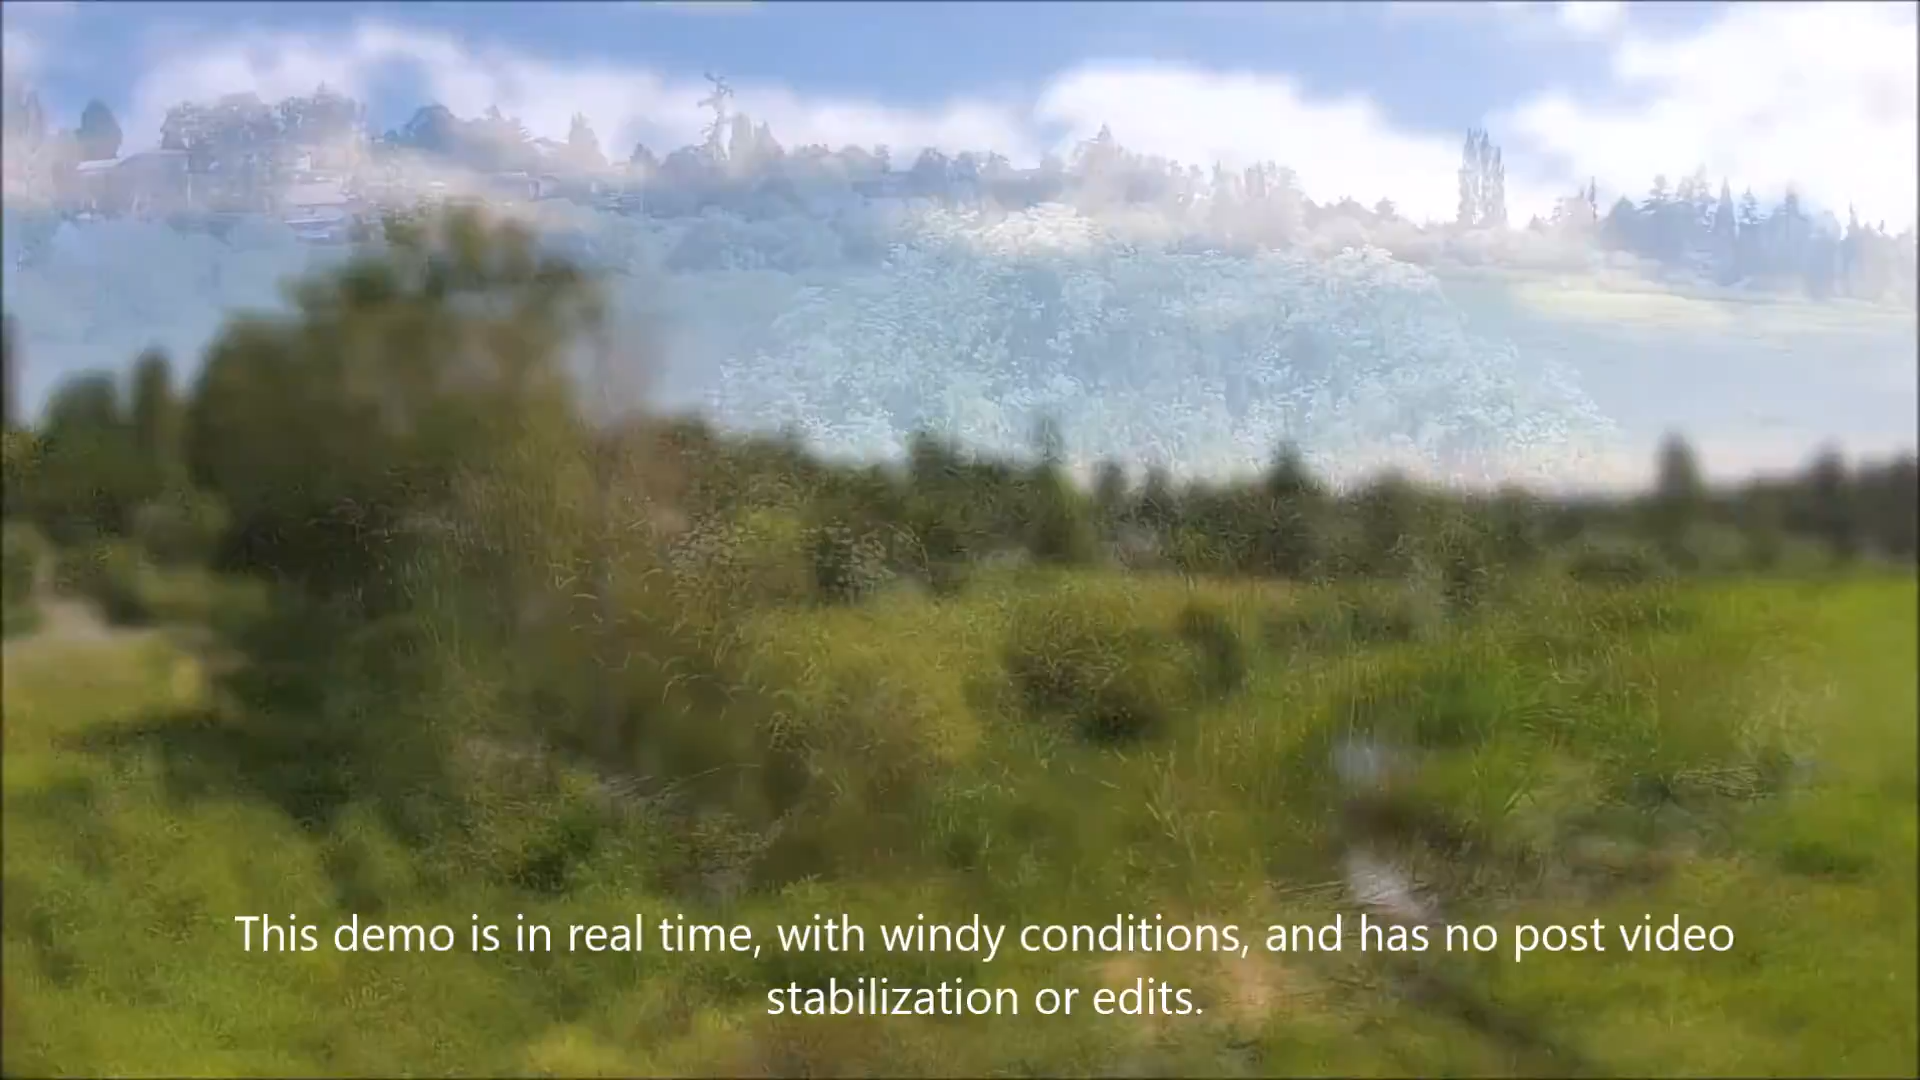 This demo is in real time, with windy conditions, and has no post video
stabilization or edits.